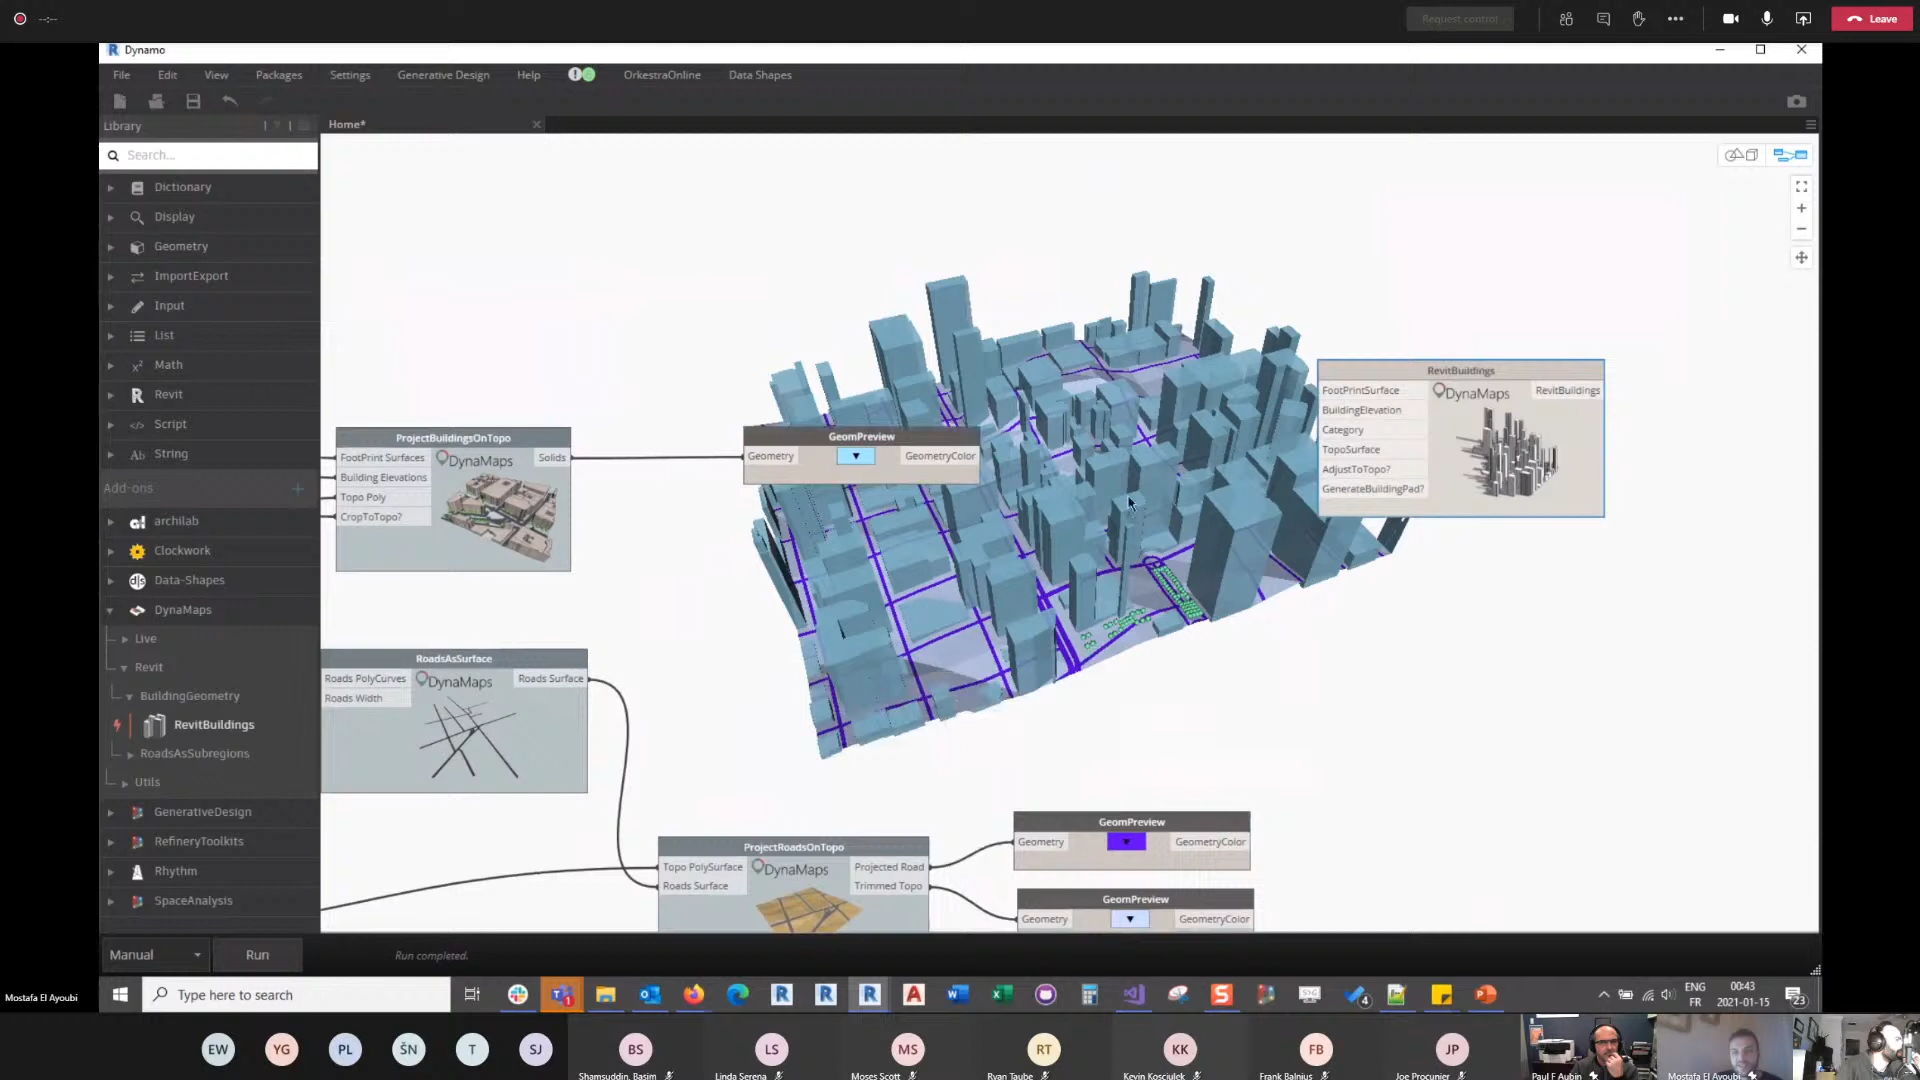 --:--
Request control
Leave
R Dynamo
File Edit View Packages Settings Generative Design Help OrkestraOnline Data Shapes
Library
Home*
Search...
Dictionary
Display
Geometry
ImportExport
Input
List
Math
Revit
Script
String
Add-ons
archilab
Clockwork
Data-Shapes
DynaMaps
Live
Revit
BuildingGeometry
RevitBuildings
RoadsAsSubregions
Utils
GenerativeDesign
RefineryToolkits
Rhythm
SpaceAnalysis
ProjectBuildingsOnTopo
FootPrint Surfaces
Building Elevations
Topo Poly
CropToTopo?
DynaMaps
Solids
GeomPreview
Geometry
GeometryColor
RevitBuildings
FootPrintSurface
BuildingElevation
Category
TopoSurface
AdjustToTopo?
GenerateBuildingPad?
DynaMaps
RevitBuildings
RoadsAsSurface
Roads PolyCurves
Roads Width
DynaMaps
Roads Surface
ProjectRoadsOnTopo
Topo PolySurface
Roads Surface
DynaMaps
Projected Road
Trimmed Topo
GeomPreview
Geometry
GeometryColor
GeomPreview
Geometry
GeometryColor
Manual
Run
Run completed.
Mostafa El Ayoubi
Type here to search
1
4
ENG
FR
00:43
2021-01-15
23
EW YG PL ŠN T SJ BS LS MS RT KK FB JP
Shamsuddin, Basim
Linda Serena
Moses Scott
Ryan Taube
Kevin Kosciulek
Frank Balnius
Joe Procunier
Paul F Aubin
Mostafa El Ayoubi